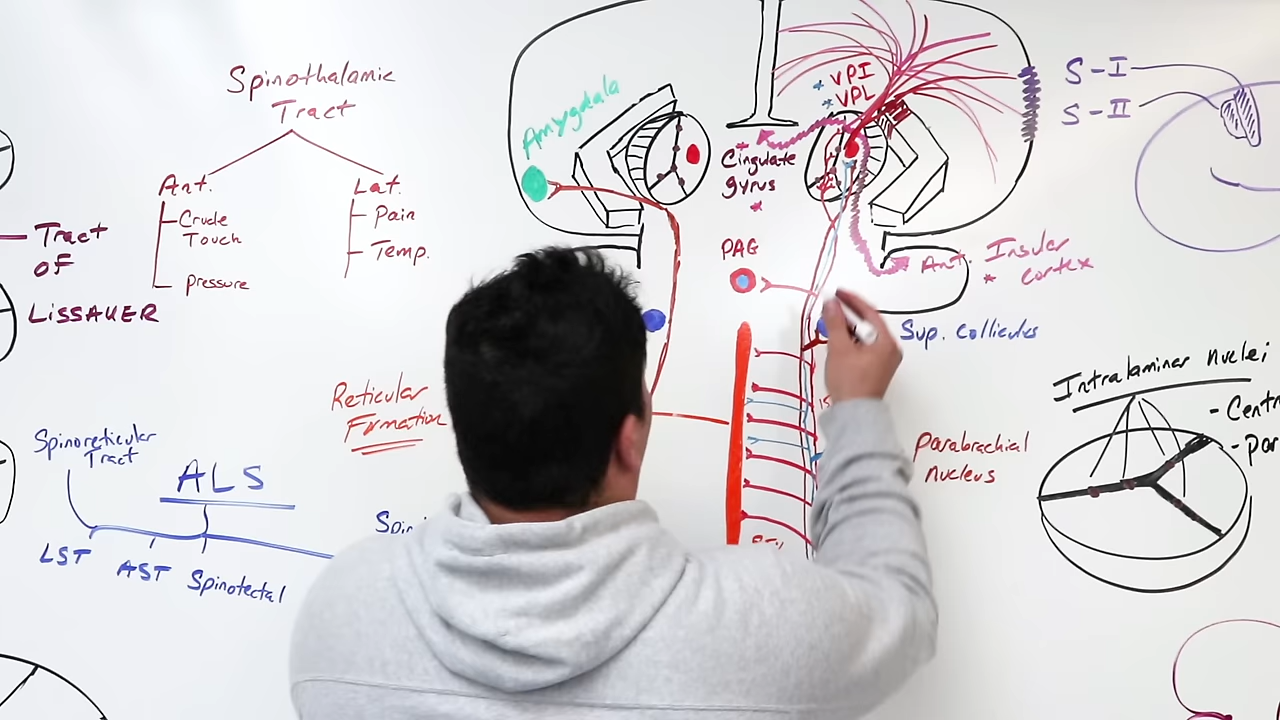 Spinothalamic
Tract
Ant.
Crude
Touch
pressure
Lat.
Pain
Temp.
Tract
OF
LISSAUER
Spinoreticular
Tract
ALS
LST
AST
Spinotectal
Reticular
Frmation
Amygdala
VPI
VPL
Cingulate
gyrus
PAG
Ant. Insular
cortex
Sup. colliculus
Parabrachial
nucleus
S-I
S-II
Intralaminar nuclei